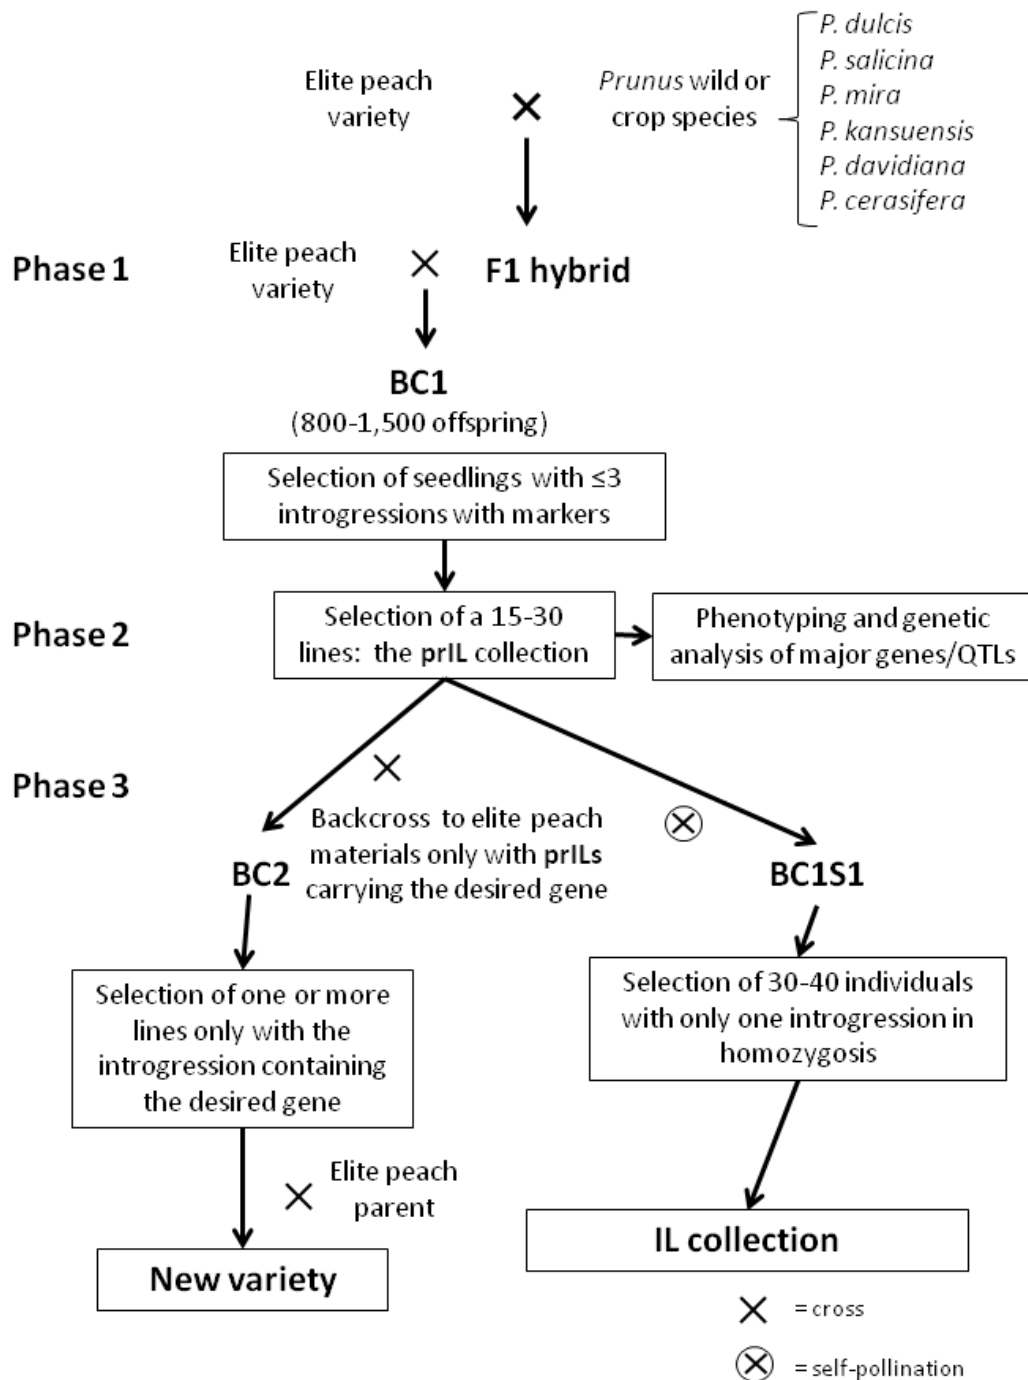 Elite peach
variety
Prunus wild or
crop species
P. dulcis
P. salicina
P. mira
P. kansuensis
P. davidiana
P. cerasifera
Phase 1
Elite peach
variety
F1 hybrid
BC1
(800-1,500 offspring)
Selection of seedlings with ≤3
introgressions with markers
Phase 2
Selection of a 15-30
lines: the prIL collection
Phenotyping and genetic
analysis of major genes/QTLs
Phase 3
Backcross to elite peach
materials only with prILs
carrying the desired gene
BC2
BC1S1
Selection of one or more
lines only with the
introgression containing
the desired gene
Selection of 30-40 individuals
with only one introgression in
homozygosis
Elite peach
parent
New variety
IL collection
= cross
= self-pollination